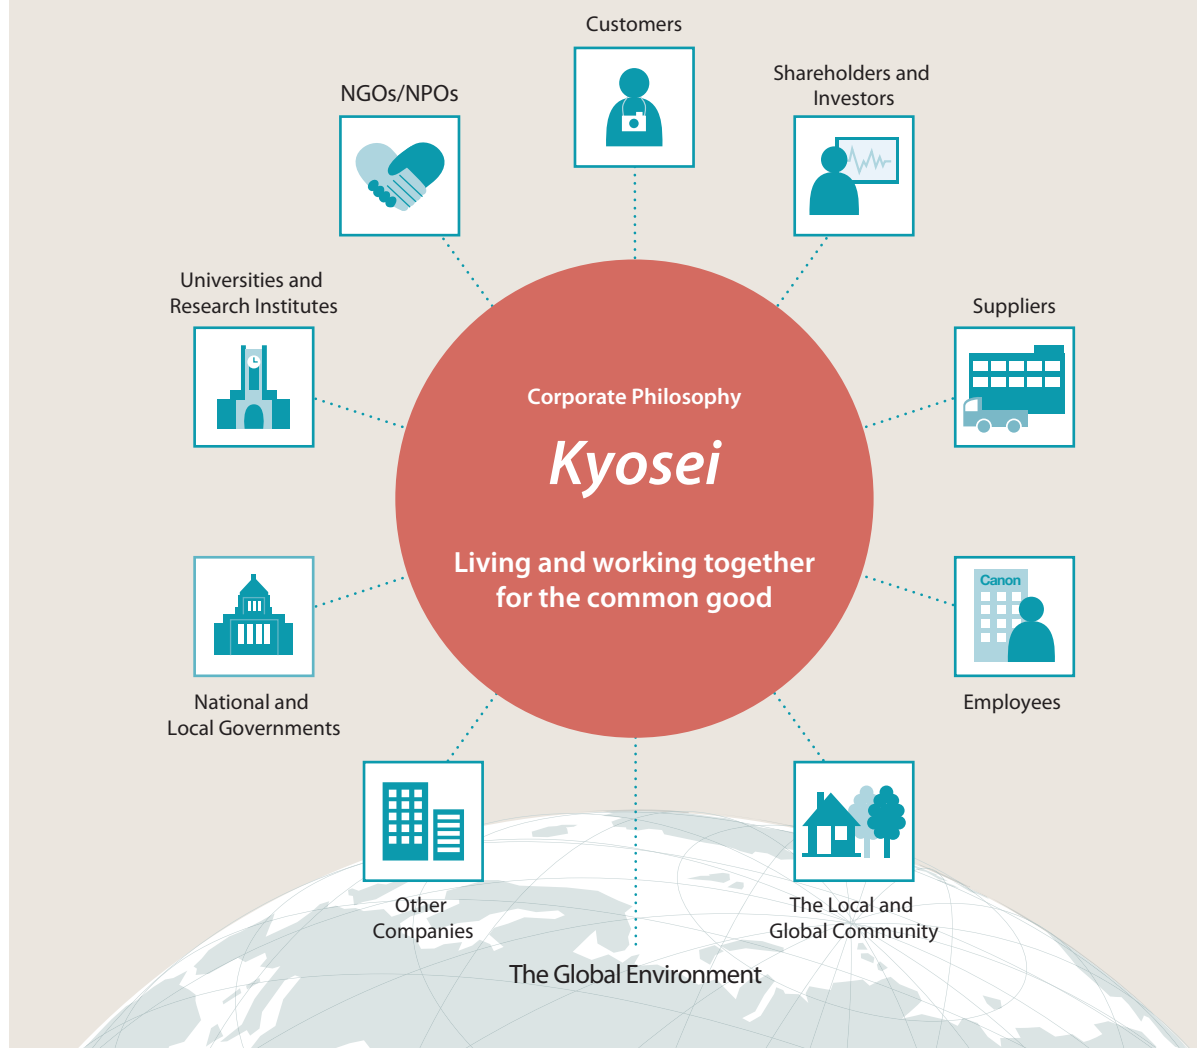 Customers
Shareholders and
Investors
NGOs/NPOs
Universities and
Research Institutes
Suppliers
Corporate Philosophy
Kyosei
Living and working together
for the common good
Canon
National and
Local Governments
Employees
Other
Companies
The Local and
Global Community
The Global Environment